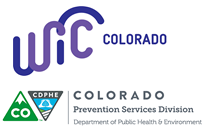 WiC COLORADO
CDPHE
CO
COLORADO
Prevention Services Division
Department of Public Health & Environment